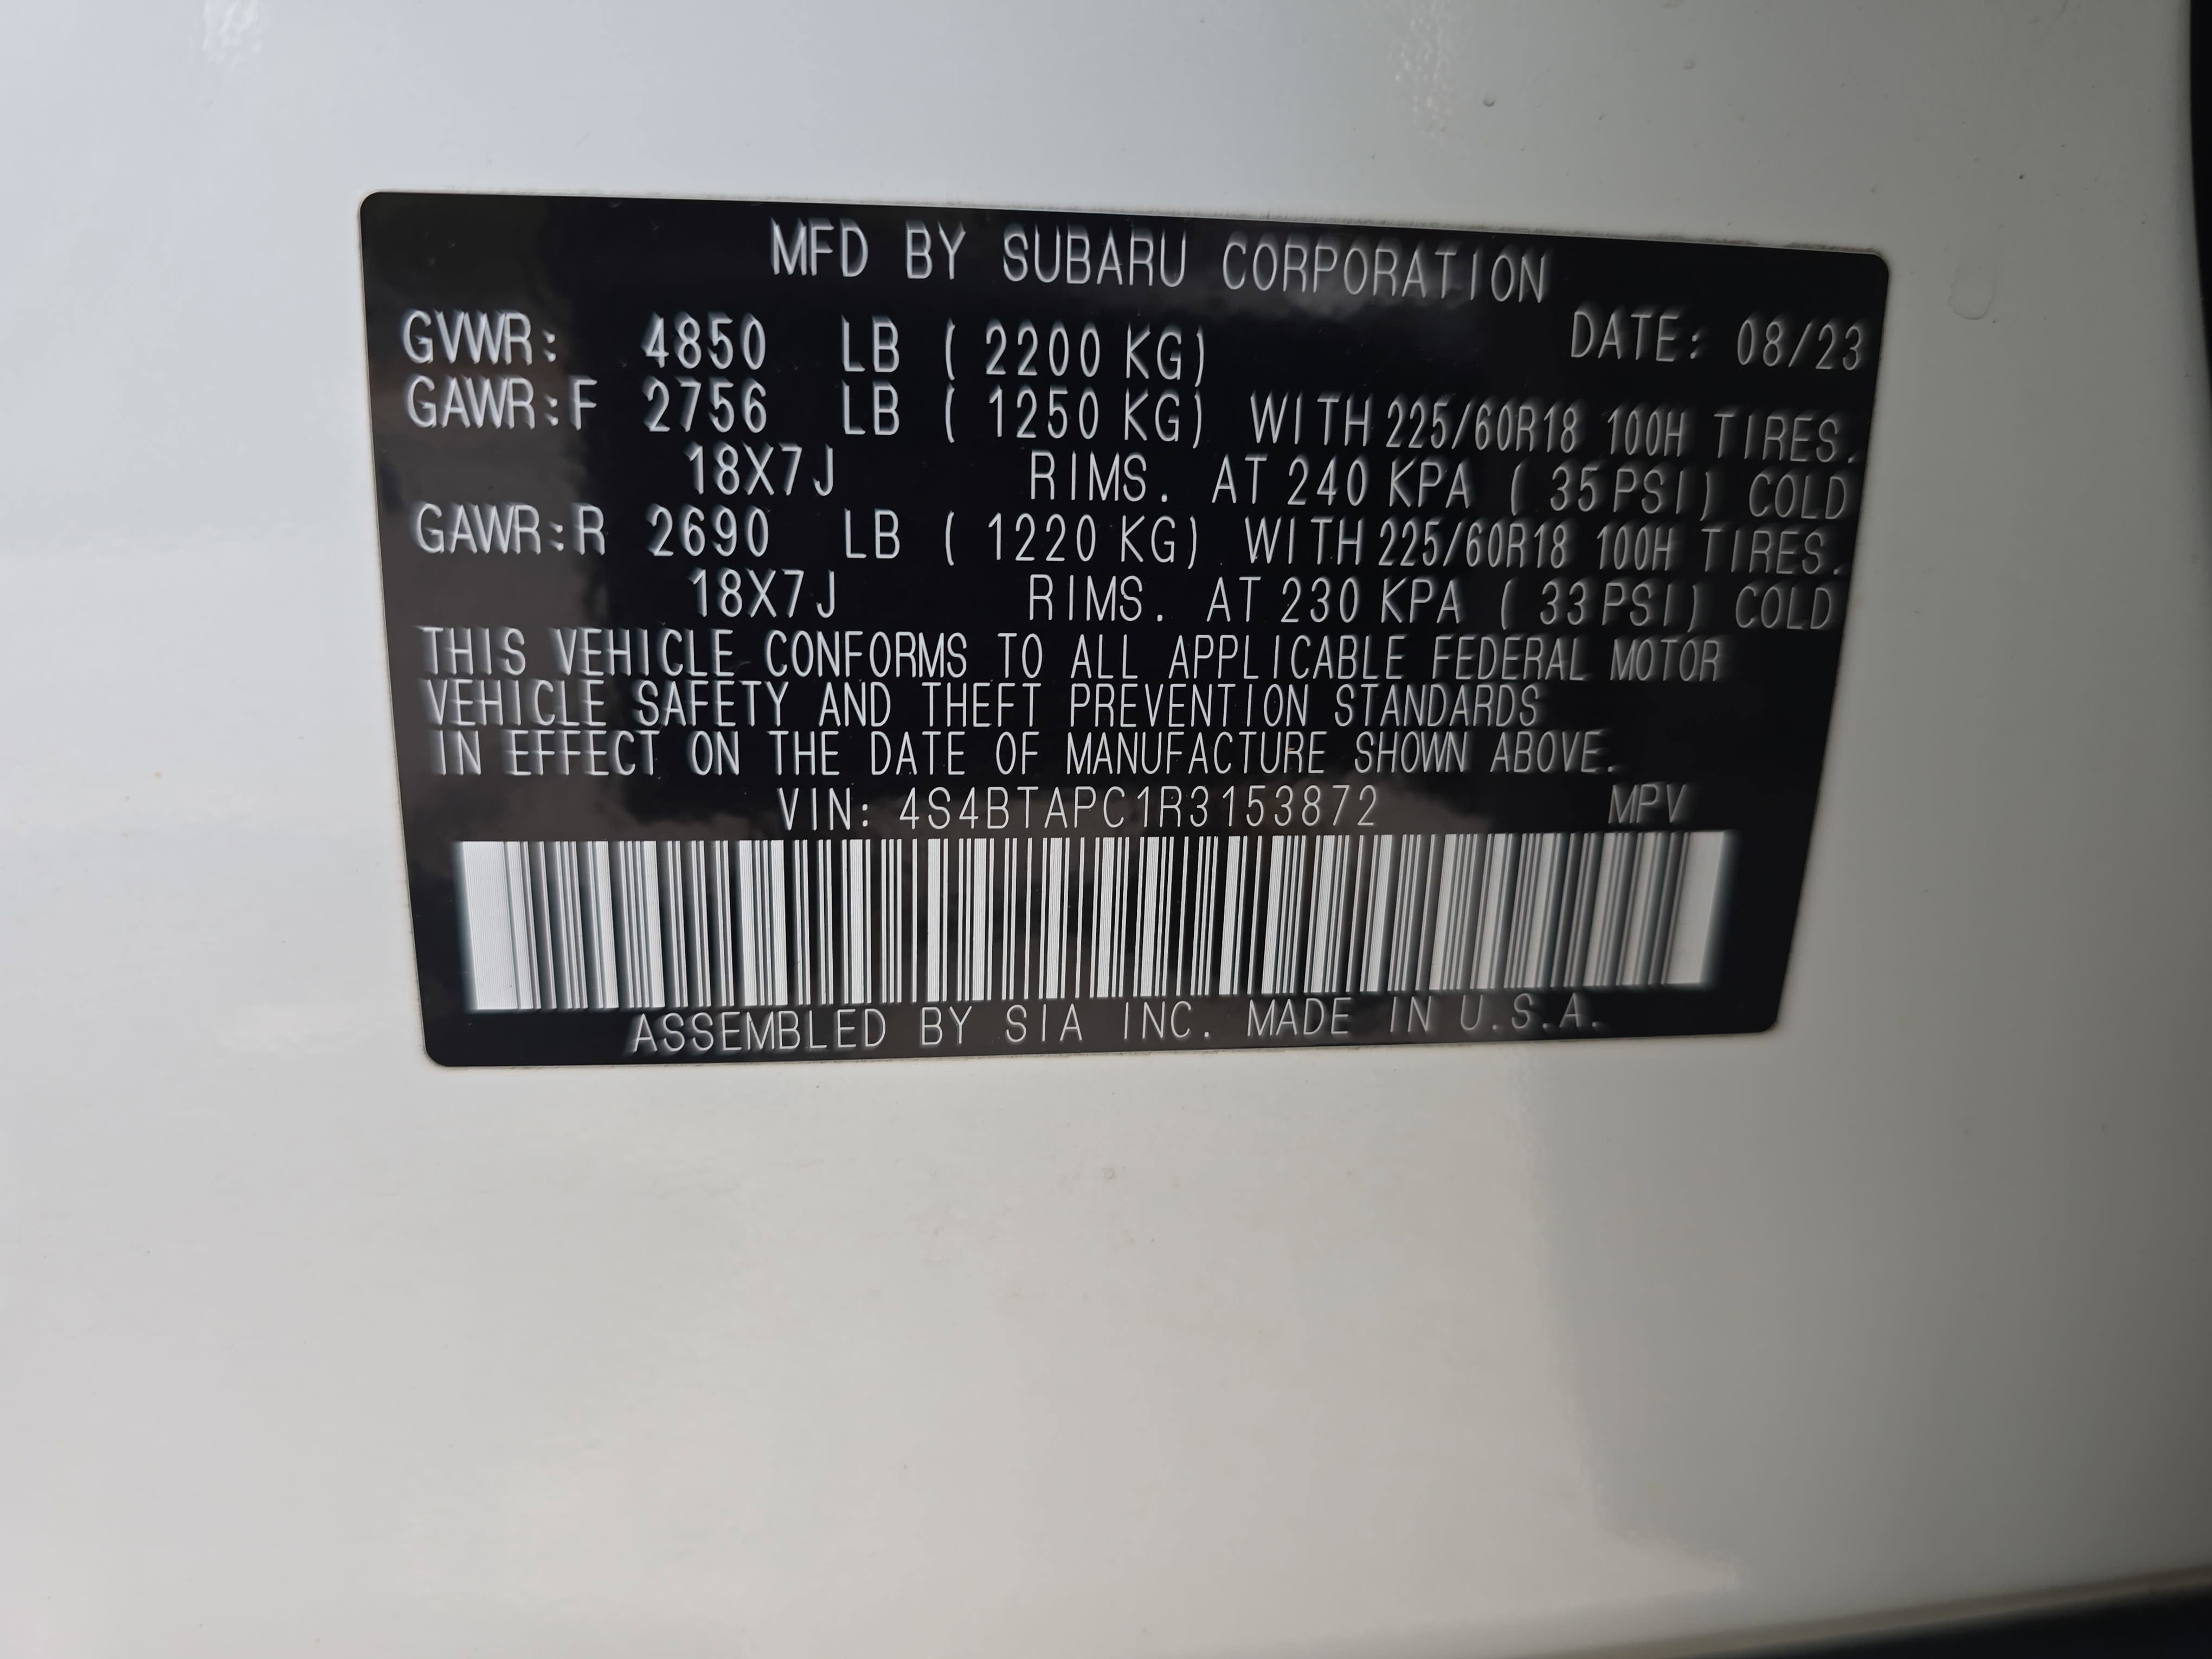 MFD BY SUBARU CORPORATION
GVWR: 4850 LB ( 2200 KG) DATE: 08/23
GAWR:F 2756 LB ( 1250 KG) WITH 225/60R18 100H TIRES.
18X7J RIMS. AT 240 KPA ( 35 PSI) COLD
GAWR:R 2690 LB ( 1220 KG) WITH 225/60R18 100H TIRES.
18X7J RIMS. AT 230 KPA ( 33 PSI) COLD
THIS VEHICLE CONFORMS TO ALL APPLICABLE FEDERAL MOTOR
VEHICLE SAFETY AND THEFT PREVENTION STANDARDS
IN EFFECT ON THE DATE OF MANUFACTURE SHOWN ABOVE.
VIN: 4S4BTAPC1R3153872 MPV
ASSEMBLED BY SIA INC. MADE IN U.S.A.